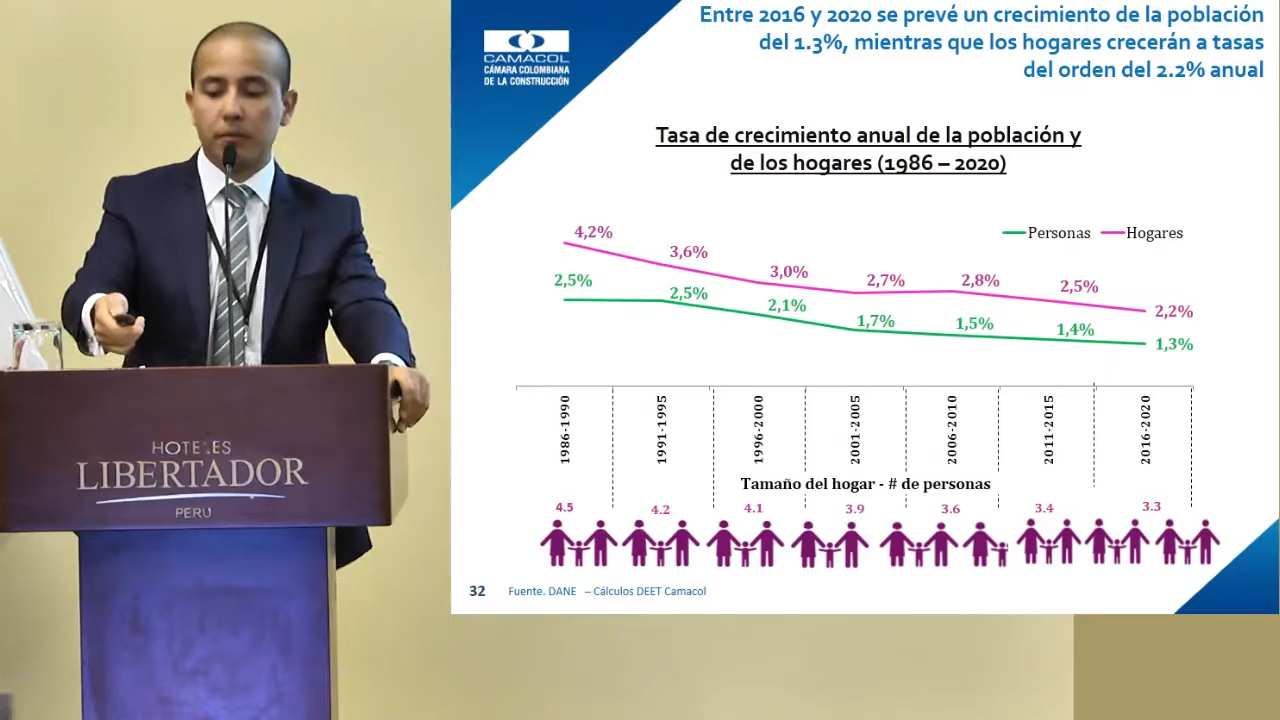 Entre 2016 y 2020 se prevé un crecimiento de la población
del 1.3%, mientras que los hogares crecerán a tasas
del orden del 2.2% anual
CAMACOL
CÁMARA COLOMBIANA
DE LA CONSTRUCCIÓN
Tasa de crecimiento anual de la población y
de los hogares (1986 – 2020)
Personas Hogares
4,2% 3,6% 3,0% 2,7% 2,8% 2,5% 2,2%
2,5% 2,5% 2,1% 1,7% 1,5% 1,4% 1,3%
1986-1990 1991-1995 1996-2000 2001-2005 2006-2010 2011-2015 2016-2020
Tamaño del hogar - # de personas
4.5 4.2 4.1 3.9 3.6 3.4 3.3
32 Fuente. DANE – Cálculos DEET Camacol
HOTELES
LIBERTADOR
PERU